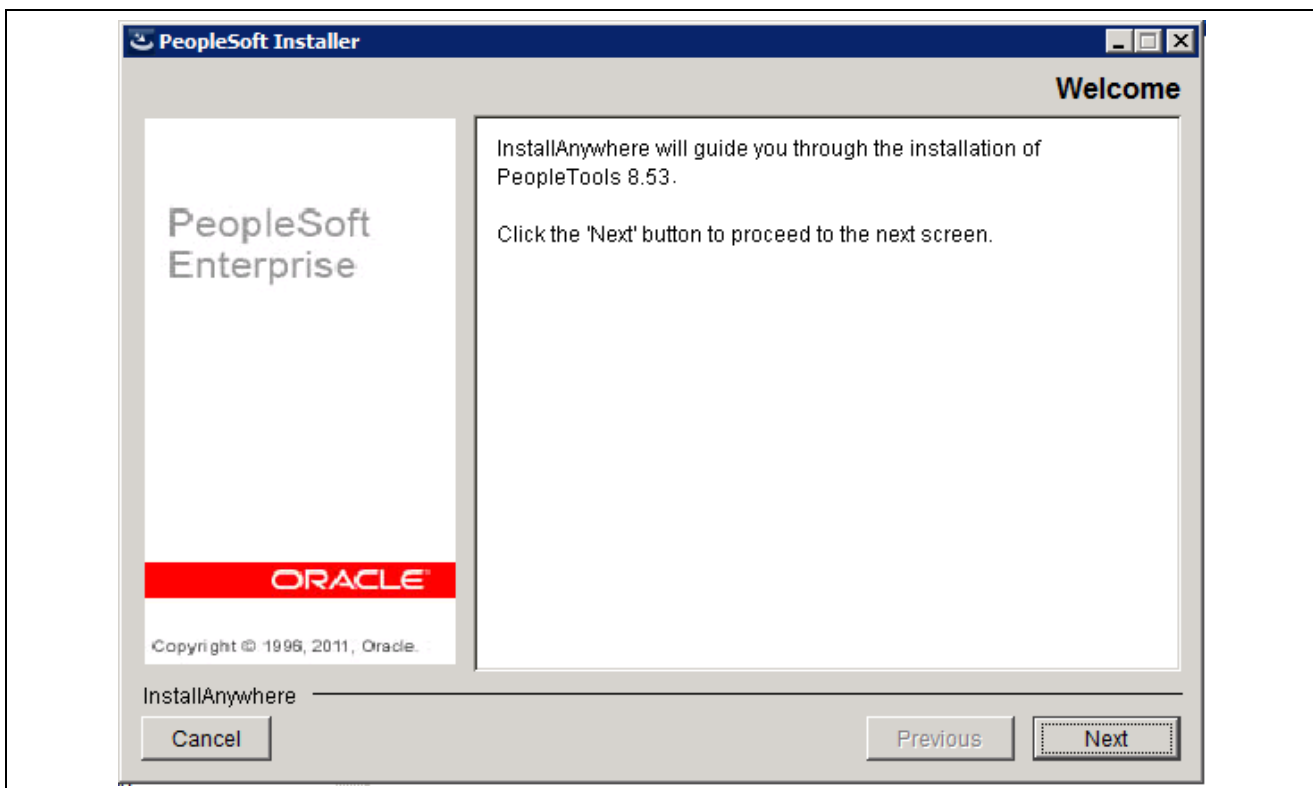 PeopleSoft Installer
Welcome
InstallAnywhere will guide you through the installation of
PeopleTools 8.53.
Click the 'Next' button to proceed to the next screen.
PeopleSoft
Enterprise
ORACLE
Copyright © 1996, 2011, Oracle.
InstallAnywhere
Cancel
Previous
Next